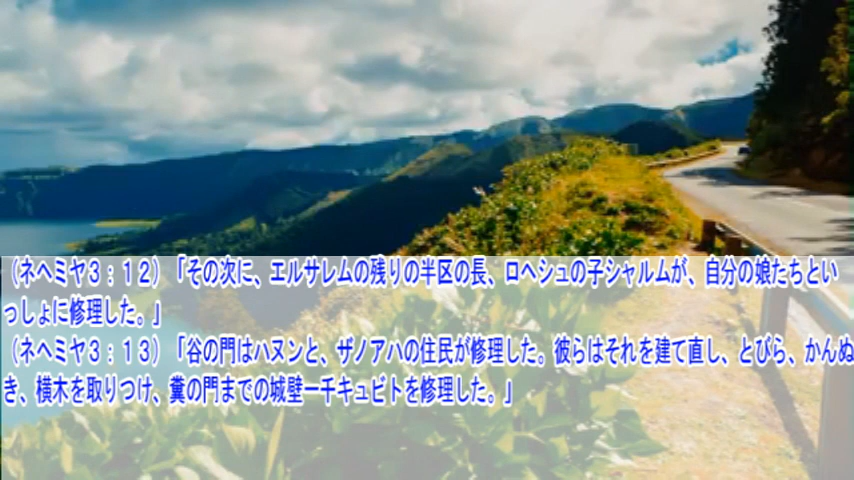 （ネヘミヤ３：１２）「その次に、エルサレムの残りの半区の長、ロヘシュの子シャルムが、自分の娘たちとい
っしょに修理した。」
（ネヘミヤ３：１３）「谷の門はハヌンと、ザノアハの住民が修理した。彼らはそれを建て直し、とびら、かんぬ
き、横木を取りつけ、糞の門までの城壁一千キュビトを修理した。」